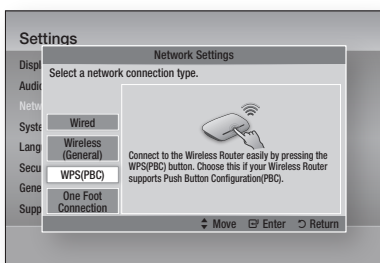 Settings
Network Settings
Displ
Select a network connection type.
Audio
Netw
Syste
Wired
Lang
Wireless
(General)
Secu
WPS(PBC)
Gene
One Foot
Connection
Supp
Connect to the Wireless Router easily by pressing the
WPS(PBC) button. Choose this if your Wireless Router
supports Push Button Configuration(PBC).
Move Enter Return